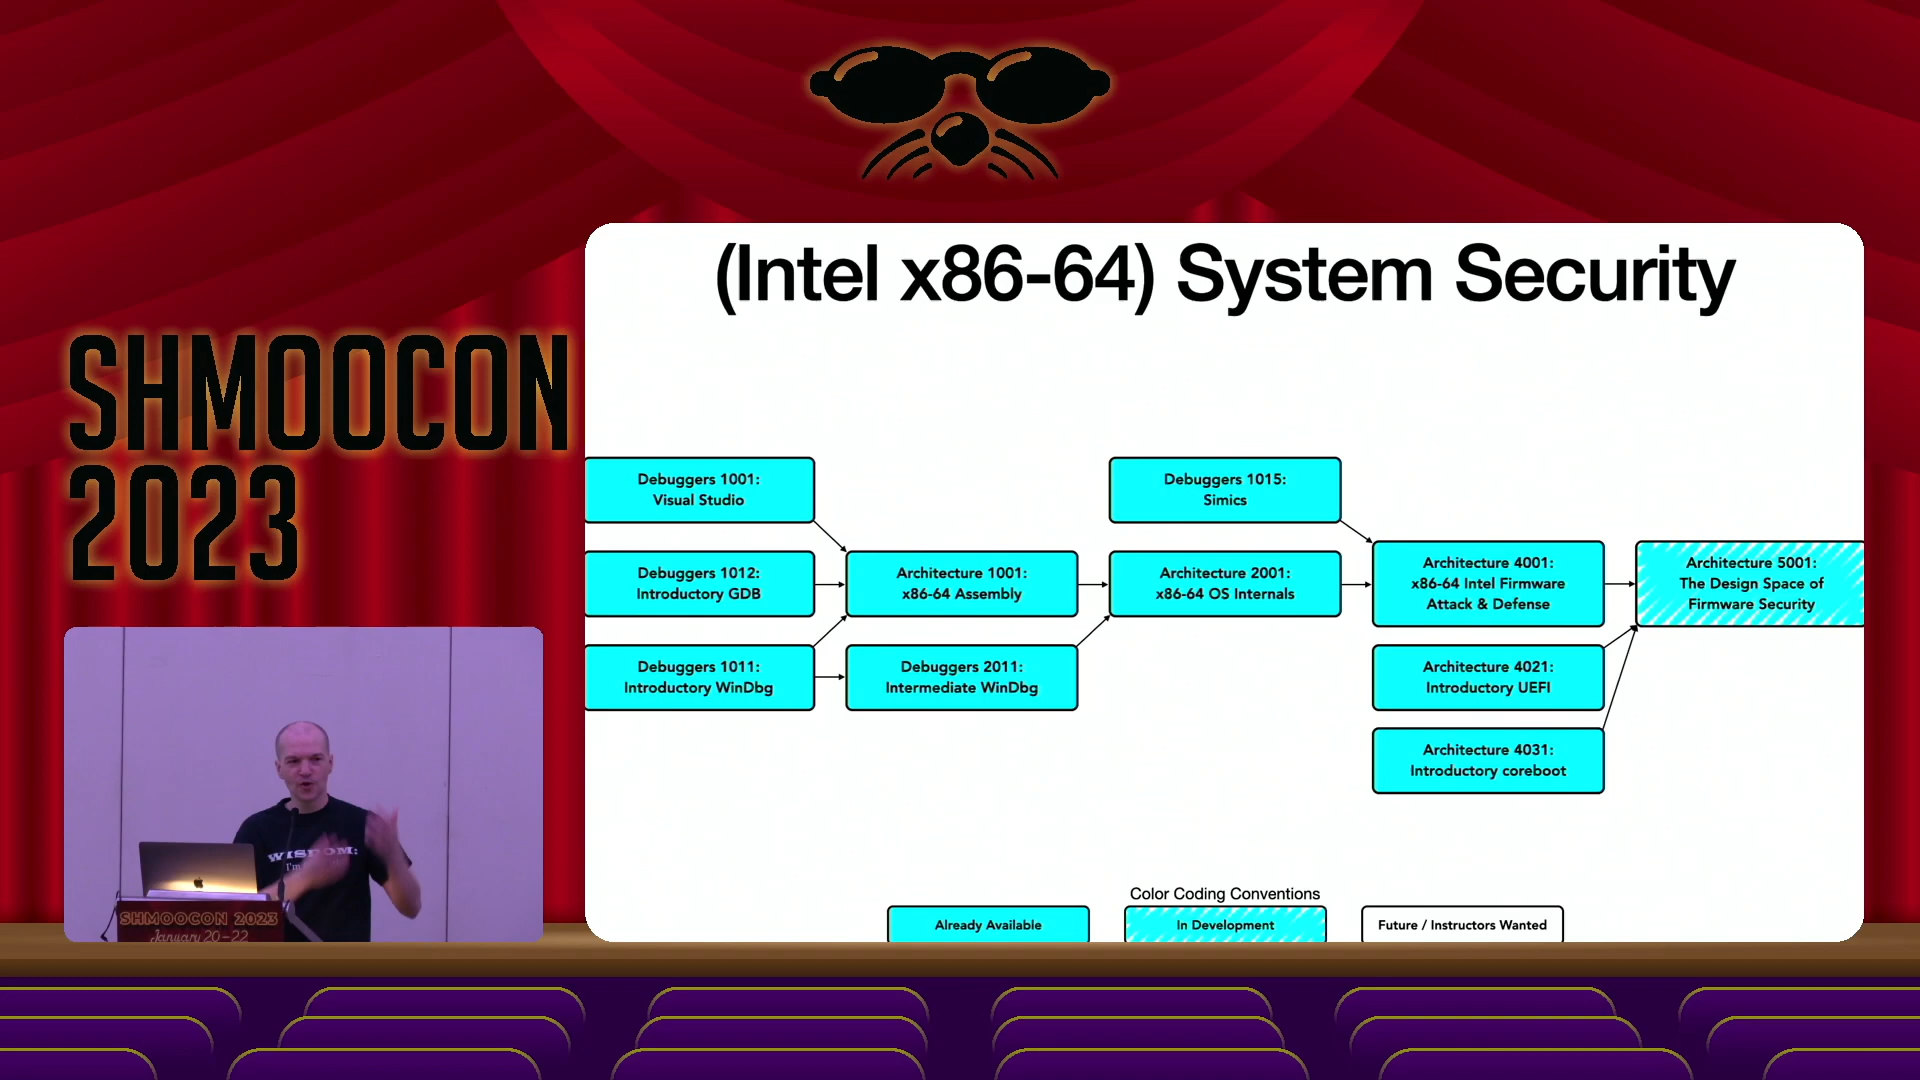 SHMOOCON
2023
(Intel x86-64) System Security
Debuggers 1001:
Visual Studio
Debuggers 1015:
Simics
Debuggers 1012:
Introductory GDB
Architecture 1001:
x86-64 Assembly
Architecture 2001:
x86-64 OS Internals
Architecture 4001:
x86-64 Intel Firmware
Attack & Defense
Architecture 5001:
The Design Space of
Firmware Security
Debuggers 1011:
Introductory WinDbg
Debuggers 2011:
Intermediate WinDbg
Architecture 4021:
Introductory UEFI
Architecture 4031:
Introductory coreboot
Color Coding Conventions
Already Available
In Development
Future / Instructors Wanted
WISDOM:
I'm
SHMOOCON 2023
January 20-22